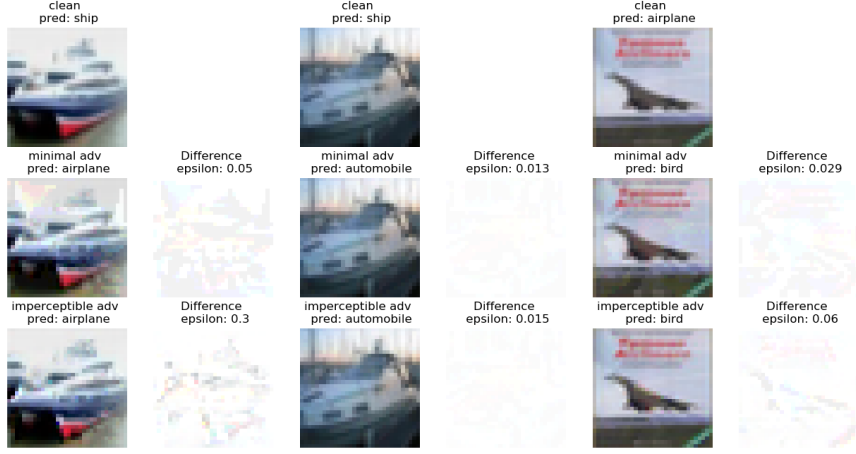 clean
pred: ship
clean
pred: ship
clean
pred: airplane
minimal adv
pred: airplane
Difference
epsilon: 0.05
minimal adv
pred: automobile
Difference
epsilon: 0.013
minimal adv
pred: bird
Difference
epsilon: 0.029
imperceptible adv
pred: airplane
Difference
epsilon: 0.3
imperceptible adv
pred: automobile
Difference
epsilon: 0.015
imperceptible adv
pred: bird
Difference
epsilon: 0.06